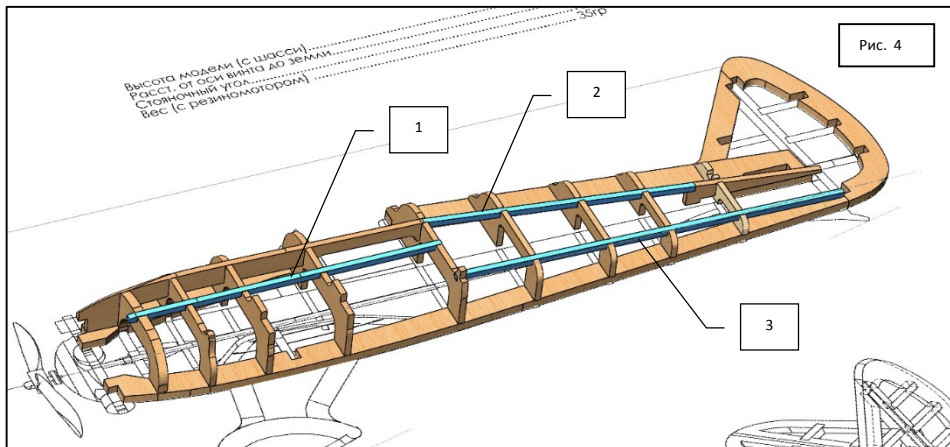 Высота модели (с шасси)
Расст. от оси винта до земли
Стояночный угол
Вес (с резиномотором)
35гр
Рис. 4
2
1
3